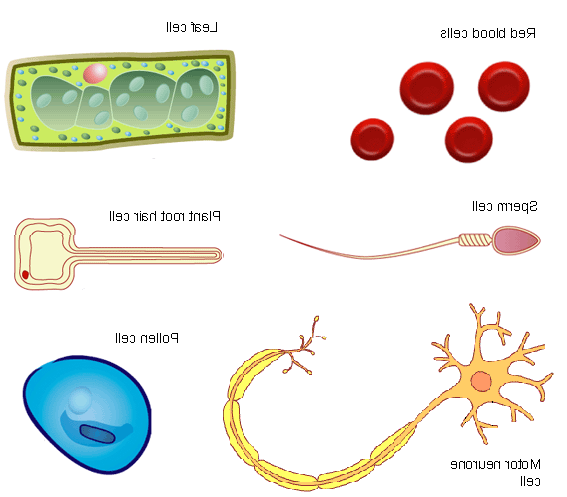 Leaf cell
Red blood cells
Plant root hair cell
Sperm cell
Pollen cell
Motor neurone
cell